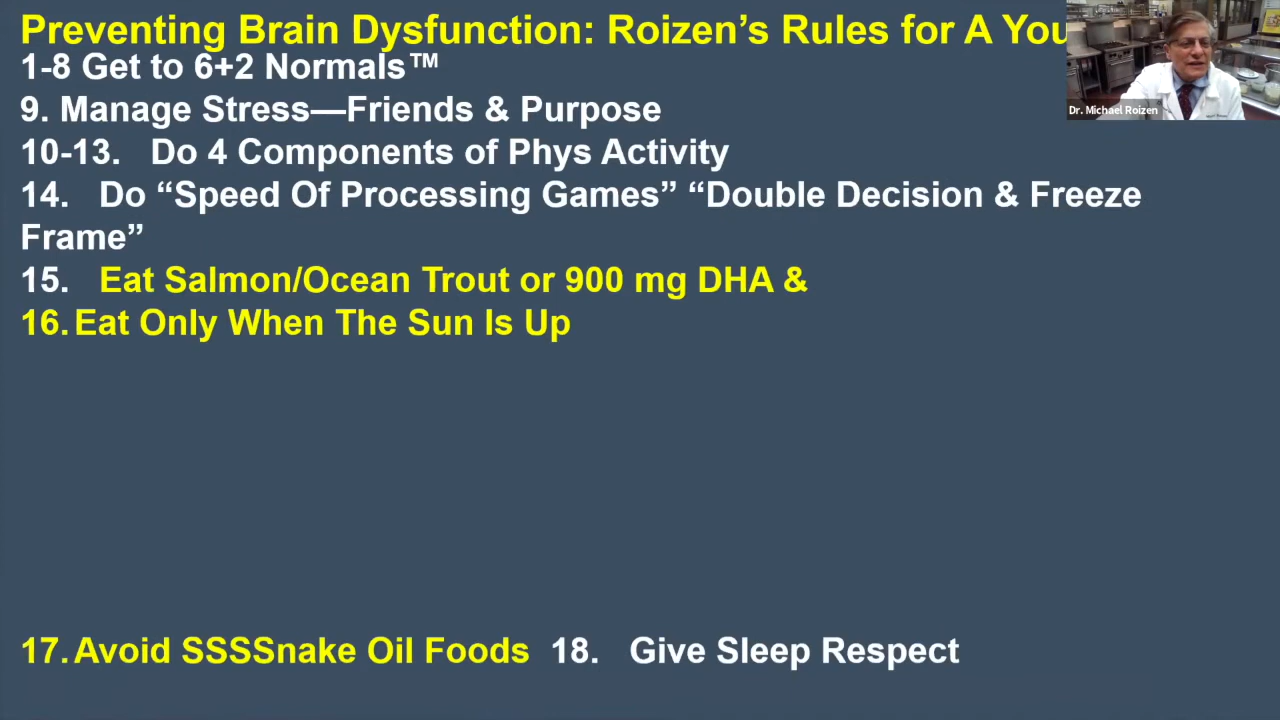 Preventing Brain Dysfunction: Roizen's Rules for A You
1-8 Get to 6+2 Normals™
9. Manage Stress—Friends & Purpose
10-13. Do 4 Components of Phys Activity
14. Do “Speed Of Processing Games” “Double Decision & Freeze
Frame”
15. Eat Salmon/Ocean Trout or 900 mg DHA &
16. Eat Only When The Sun Is Up
17. Avoid SSSSnake Oil Foods 18. Give Sleep Respect
Dr. Michael Roizen